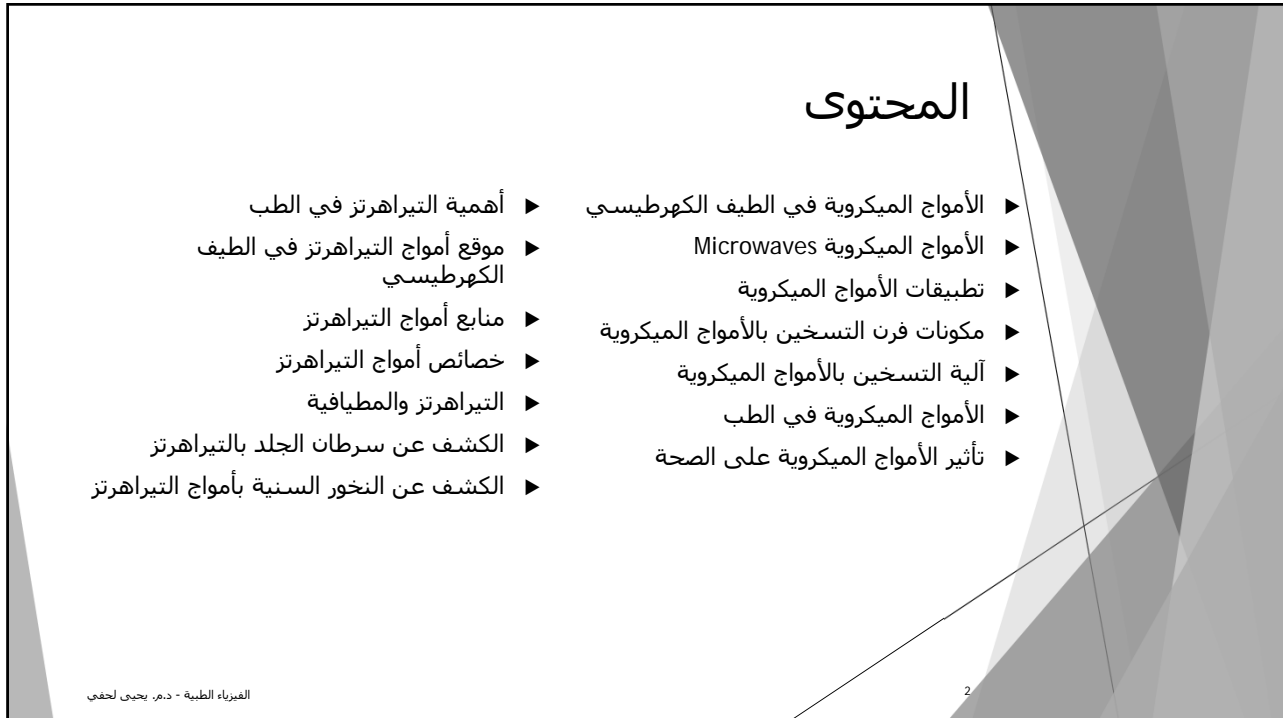 المحتوى
◄ الأمواج الميكروية في الطيف الكهرطيسي
◄ الأمواج الميكروية Microwaves
◄ تطبيقات الأمواج الميكروية
◄ مكونات فرن التسخين بالأمواج الميكروية
◄ آلية التسخين بالأمواج الميكروية
◄ الأمواج الميكروية في الطب
◄ تأثير الأمواج الميكروية على الصحة
◄ أهمية التيراهرتز في الطب
◄ موقع أمواج التيراهرتز في الطيف
الكهرطيسي
◄ منابع أمواج التيراهرتز
◄ خصائص أمواج التيراهرتز
◄ التيراهرتز والمطيافية
◄ الكشف عن سرطان الجلد بالتيراهرتز
◄ الكشف عن النخور السنية بأمواج التيراهرتز
2
الفيزياء الطبية - د.م. يحيى لحفي